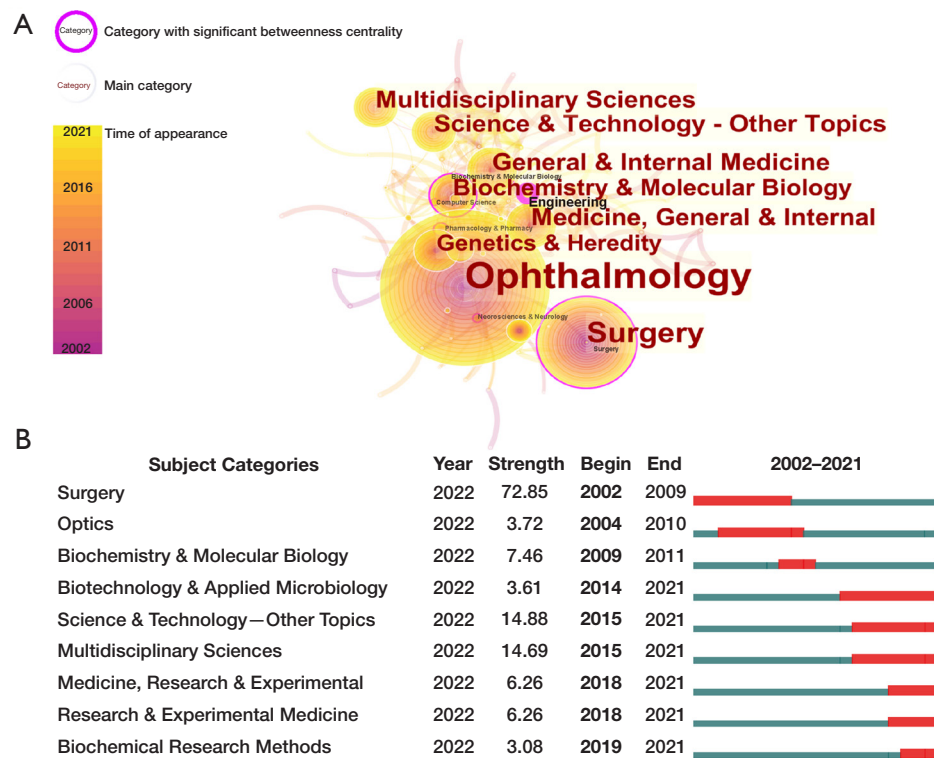 A
Category
Category with significant betweenness centrality
Category
Main category
2021
Time of appearance
2016
2011
2006
2002
Multidisciplinary Sciences
Science & Technology - Other Topics
General & Internal Medicine
Biochemistry & Molecular Biology
Biochemistry & Molecular Biology
Computer Science
Engineering
Medicine, General & Internal
Pharmacology & Pharmacy
Genetics & Heredity
Ophthalmology
Neurosciences & Neurology
Surgery
Surgery
B
Subject Categories Year Strength Begin End 2002–2021
Surgery 2022 72.85 2002 2009
Optics 2022 3.72 2004 2010
Biochemistry & Molecular Biology 2022 7.46 2009 2011
Biotechnology & Applied Microbiology 2022 3.61 2014 2021
Science & Technology—Other Topics 2022 14.88 2015 2021
Multidisciplinary Sciences 2022 14.69 2015 2021
Medicine, Research & Experimental 2022 6.26 2018 2021
Research & Experimental Medicine 2022 6.26 2018 2021
Biochemical Research Methods 2022 3.08 2019 2021